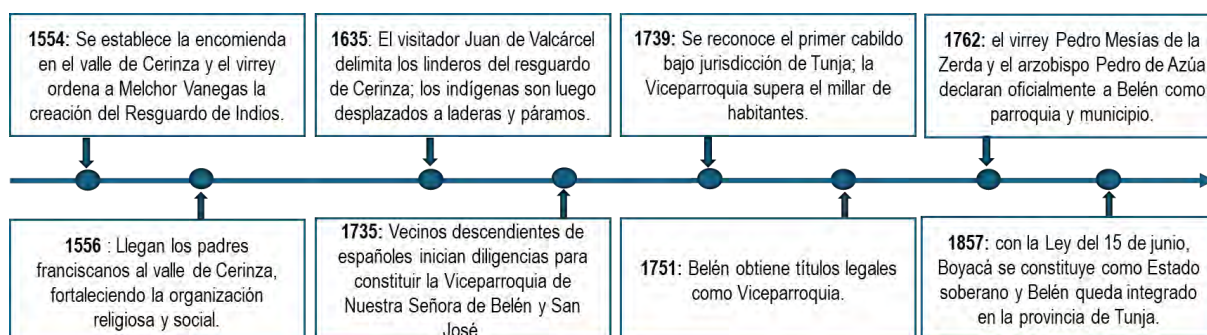 1554: Se establece la encomienda
en el valle de Cerinza y el virrey
ordena a Melchor Vanegas la
creación del Resguardo de Indios.
1556 : Llegan los padres
franciscanos al valle de Cerinza,
fortaleciendo la organización
religiosa y social.
1635: El visitador Juan de Valcárcel
delimita los linderos del resguardo
de Cerinza; los indígenas son luego
desplazados a laderas y páramos.
1735: Vecinos descendientes de
españoles inician diligencias para
constituir la Viceparroquia de
Nuestra Señora de Belén y San
José
1739: Se reconoce el primer cabildo
bajo jurisdicción de Tunja; la
Viceparroquia supera el millar de
habitantes.
1751: Belén obtiene títulos legales
como Viceparroquia.
1762: el virrey Pedro Mesías de la
Zerda y el arzobispo Pedro de Azúa
declaran oficialmente a Belén como
parroquia y municipio.
1857: con la Ley del 15 de junio,
Boyacá se constituye como Estado
soberano y Belén queda integrado
en la provincia de Tunja.